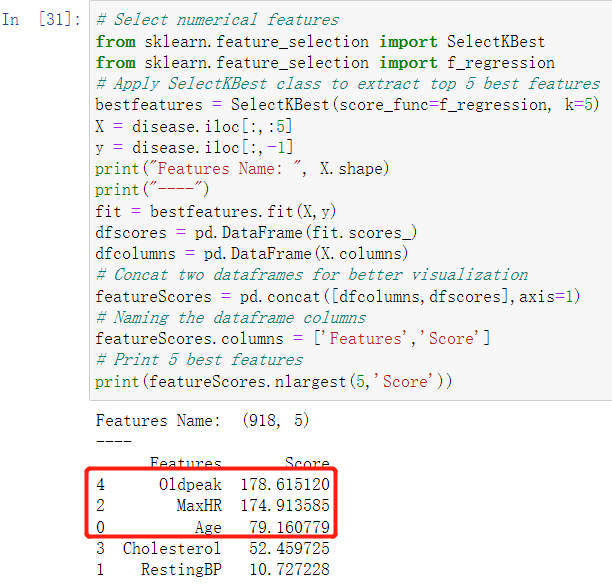 In [31]: # Select numerical features
from sklearn.feature_selection import SelectKBest
from sklearn.feature_selection import f_regression
# Apply SelectKBest class to extract top 5 best features
bestfeatures = SelectKBest(score_func=f_regression, k=5)
X = disease.iloc[:,:5]
y = disease.iloc[:,-1]
print("Features Name: ", X.shape)
print("----")
fit = bestfeatures.fit(X,y)
dfscores = pd.DataFrame(fit.scores_)
dfcolumns = pd.DataFrame(X.columns)
# Concat two dataframes for better visualization
featureScores = pd.concat([dfcolumns,dfscores],axis=1)
# Naming the dataframe columns
featureScores.columns = ['Features','Score']
# Print 5 best features
print(featureScores.nlargest(5,'Score'))
Features Name:  (918, 5)
----
Features Score
4 Oldpeak 178.615120
2 MaxHR 174.913585
0 Age 79.160779
3 Cholesterol 52.459725
1 RestingBP 10.727228